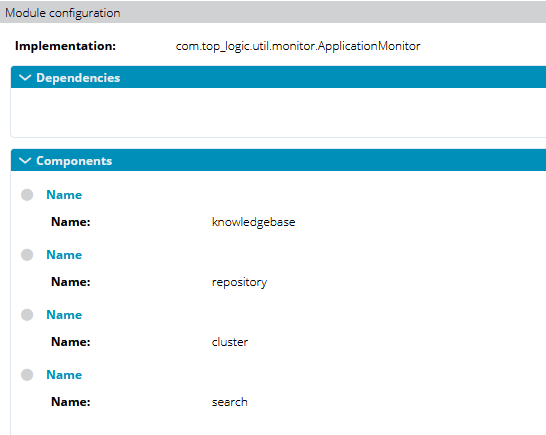 Module configuration
Implementation: com.top_logic.util.monitor.ApplicationMonitor
Dependencies
Components
Name
Name: knowledgebase
Name
Name: repository
Name
Name: cluster
Name
Name: search